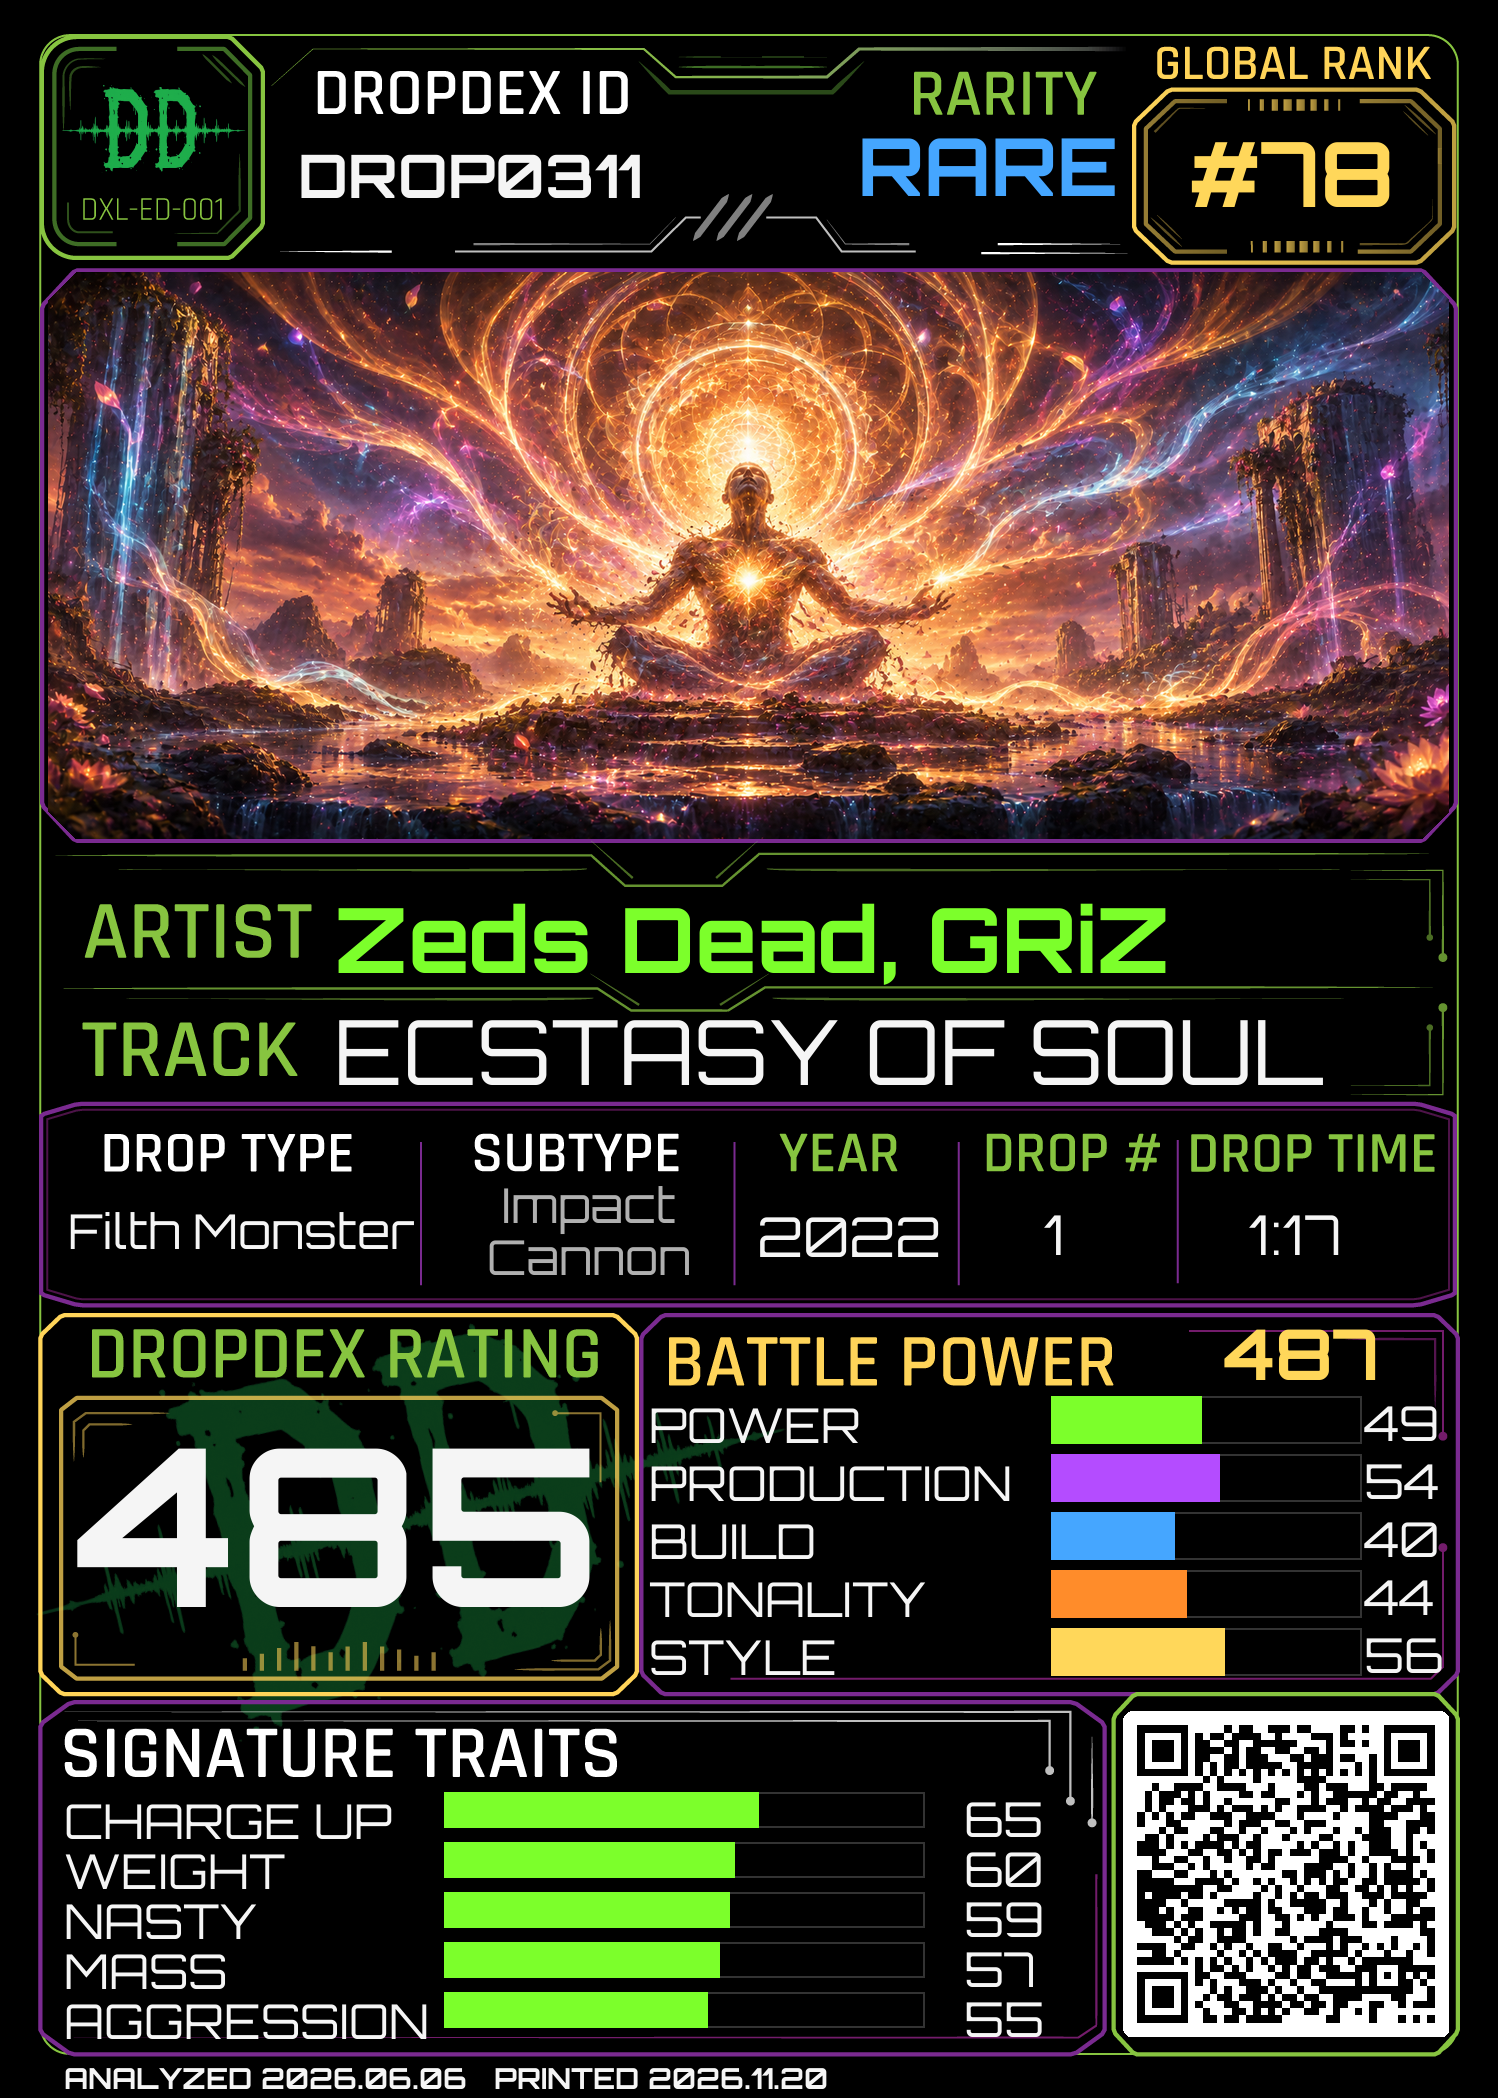 DD
DXL-ED-001
DROPDEX ID
DROP0311
RARITY
RARE
GLOBAL RANK
#78
ARTIST Zeds Dead, GRiZ
TRACK ECSTASY OF SOUL
DROP TYPE SUBTYPE YEAR DROP # DROP TIME
Filth Monster Impact Cannon 2022 1 1:17
DROPDEX RATING
485
BATTLE POWER 487
POWER 49
PRODUCTION 54
BUILD 40
TONALITY 44
STYLE 56
SIGNATURE TRAITS
CHARGE UP 65
WEIGHT 60
NASTY 59
MASS 57
AGGRESSION 55
ANALYZED 2026.06.06 PRINTED 2026.11.20